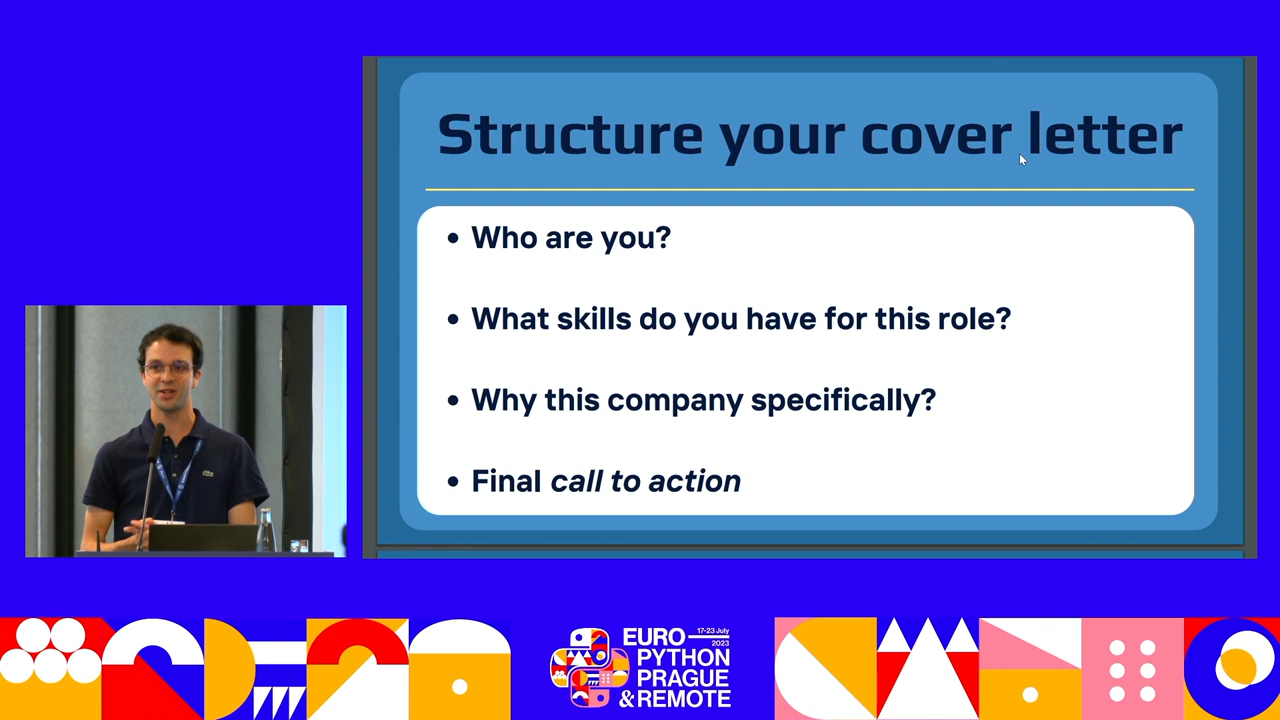 Structure your cover letter
• Who are you?
• What skills do you have for this role?
• Why this company specifically?
• Final call to action
EURO 17-23 July 2023
PYTHON
PRAGUE
& REMOTE